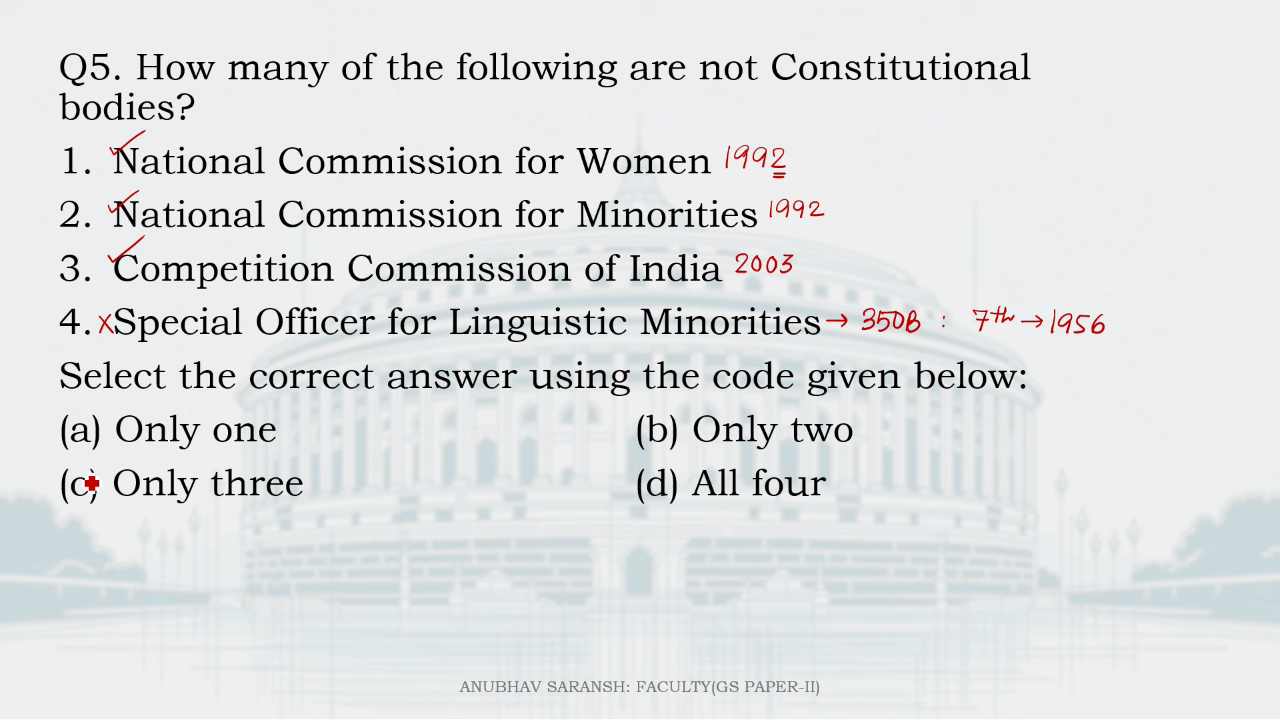 Q5. How many of the following are not Constitutional
bodies?
1. National Commission for Women 1992
2. National Commission for Minorities 1992
3. Competition Commission of India 2003
4. x Special Officer for Linguistic Minorities → 350B : 7th → 1956
Select the correct answer using the code given below:
(a) Only one (b) Only two
(c) Only three (d) All four
ANUBHAV SARANSH: FACULTY(GS PAPER-II)